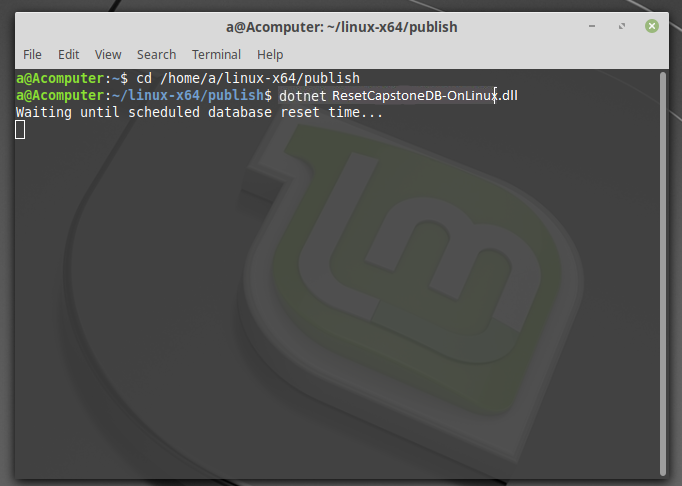 a@Acomputer: ~/linux-x64/publish
File Edit View Search Terminal Help
a@Acomputer:~$ cd /home/a/linux-x64/publish
a@Acomputer:~/linux-x64/publish$ dotnet ResetCapstoneDB-OnLinux.dll
Waiting until scheduled database reset time...